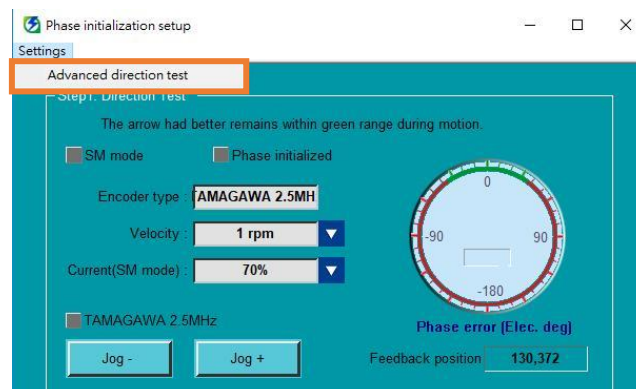 Phase initialization setup
Settings
Advanced direction test
Step1. Direction Test
The arrow had better remains within green range during motion.
SM mode
Phase initialized
Encoder type : TAMAGAWA 2.5MH
Velocity : 1 rpm
Current(SM mode) : 70%
TAMAGAWA 2.5MHz
Jog -
Jog +
0
-90
90
-180
Phase error (Elec. deg)
Feedback position 130,372